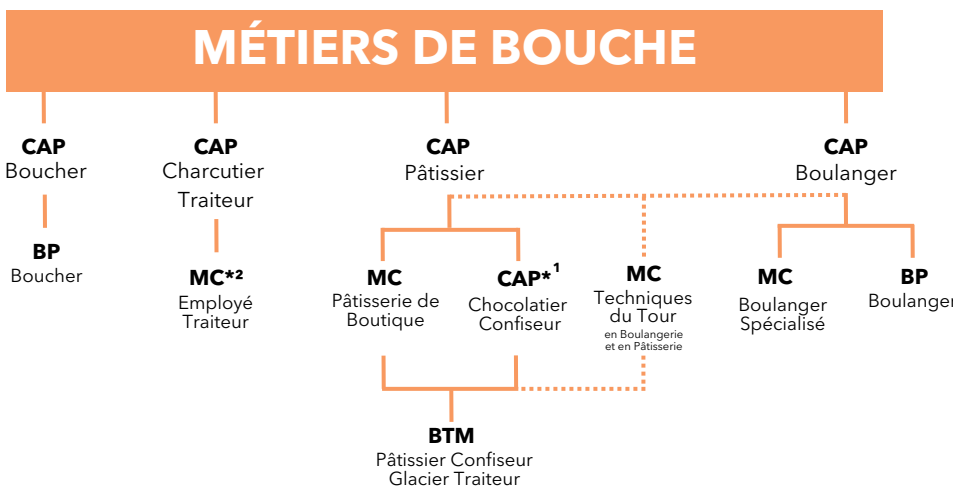 MÉTIERS DE BOUCHE
CAP
Boucher
CAP
Charcutier
Traiteur
CAP
Pâtissier
CAP
Boulanger
BP
Boucher
MC*²
Employé
Traiteur
MC
Pâtisserie de
Boutique
CAP*¹
Chocolatier
Confiseur
MC
Techniques
du Tour
en Boulangerie
et en Pâtisserie
MC
Boulanger
Spécialisé
BP
Boulanger
BTM
Pâtissier Confiseur
Glacier Traiteur